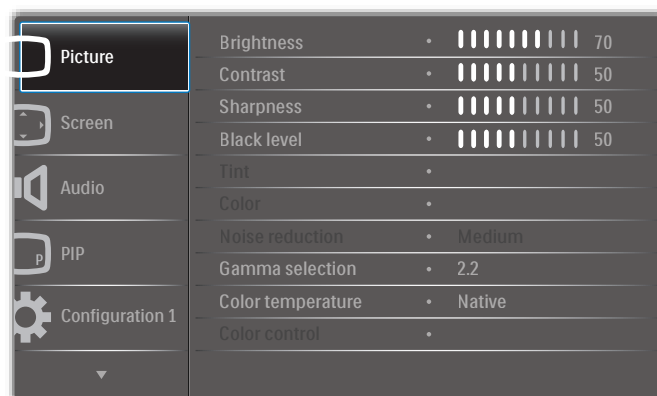 Picture
Screen
Audio
P
PIP
Configuration 1
Brightness • 70
Contrast • 50
Sharpness • 50
Black level • 50
Tint •
Color •
Noise reduction • Medium
Gamma selection • 2.2
Color temperature • Native
Color control •